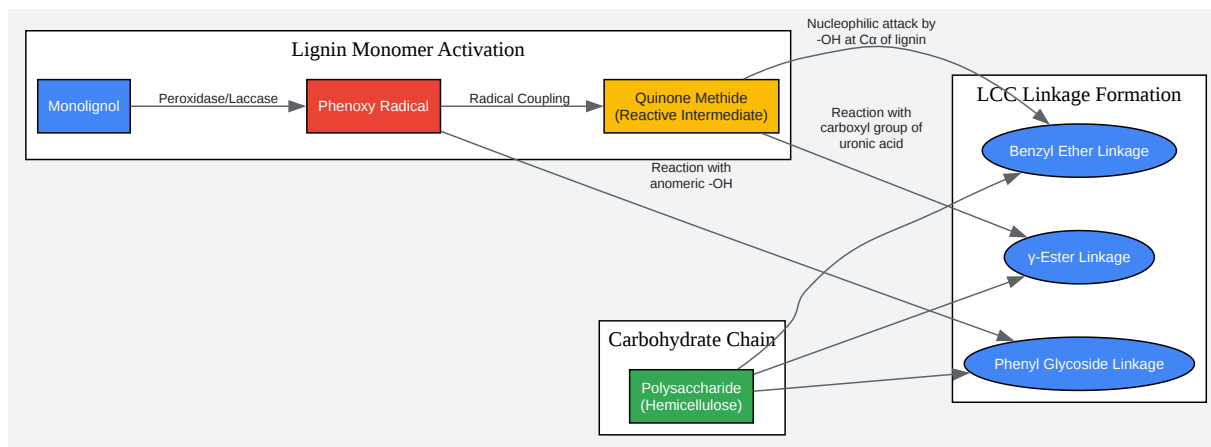 Nucleophilic attack by
-OH at Cα of lignin
Lignin Monomer Activation
Monolignol
Peroxidase/Laccase
Phenoxy Radical
Radical Coupling
Quinone Methide
(Reactive Intermediate)
LCC Linkage Formation
Reaction with
carboxyl group of
uronic acid
Benzyl Ether Linkage
Reaction with
anomeric -OH
γ-Ester Linkage
Carbohydrate Chain
Phenyl Glycoside Linkage
Polysaccharide
(Hemicellulose)